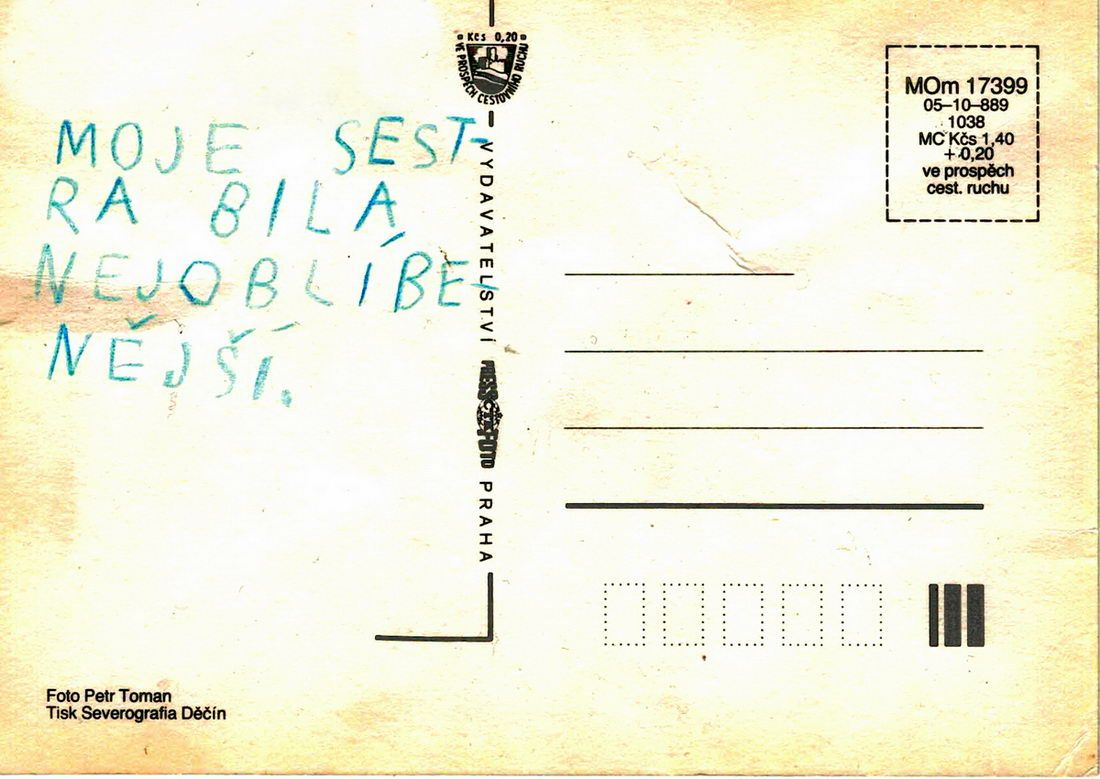 Kčs 0,20
VE PROSPĚCH CESTOVNÍHO RUCHU
MOJE SEST-
RA BILA
NEJOBLÍBE-
NĚJŠÍ.
VYDAVATELSTVÍ PRESSFOTO PRAHA
MOm 17399
05–10–889
1038
MC Kčs 1,40
+ 0,20
ve prospěch
cest. ruchu
Foto Petr Toman
Tisk Severografia Děčín